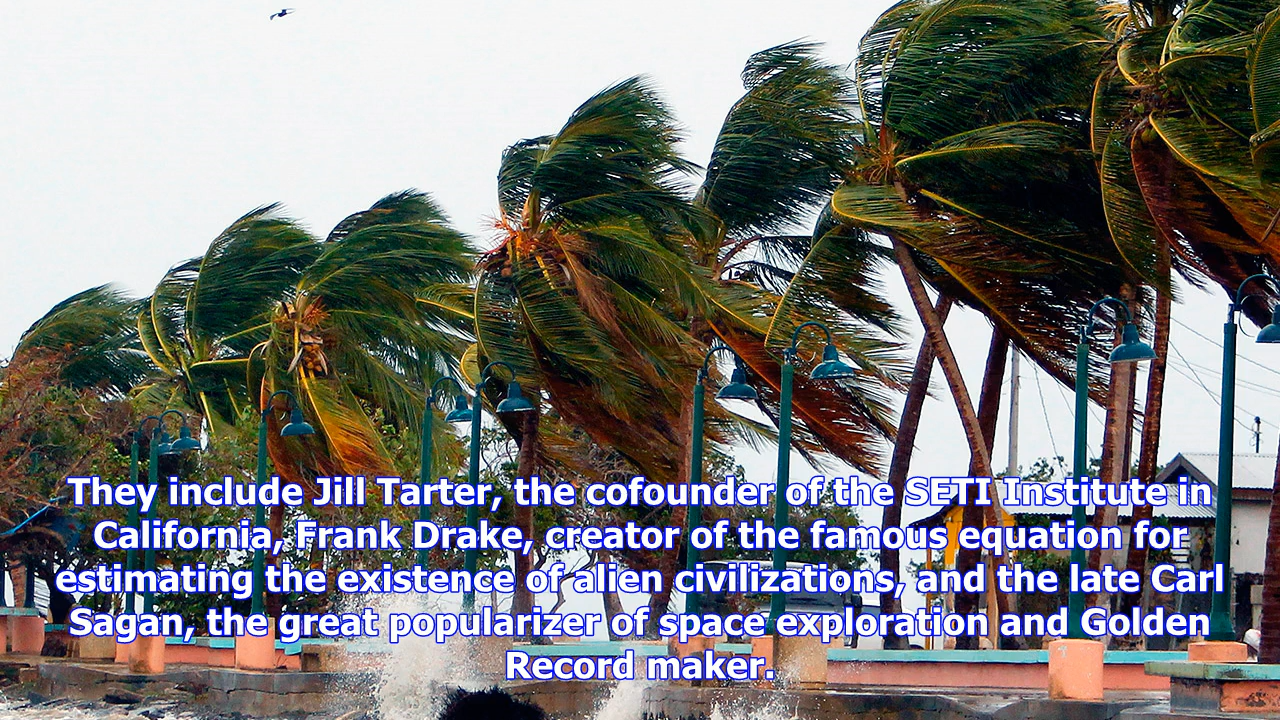 They include Jill Tarter, the cofounder of the SETI Institute in
California, Frank Drake, creator of the famous equation for
estimating the existence of alien civilizations, and the late Carl
Sagan, the great popularizer of space exploration and Golden
Record maker.